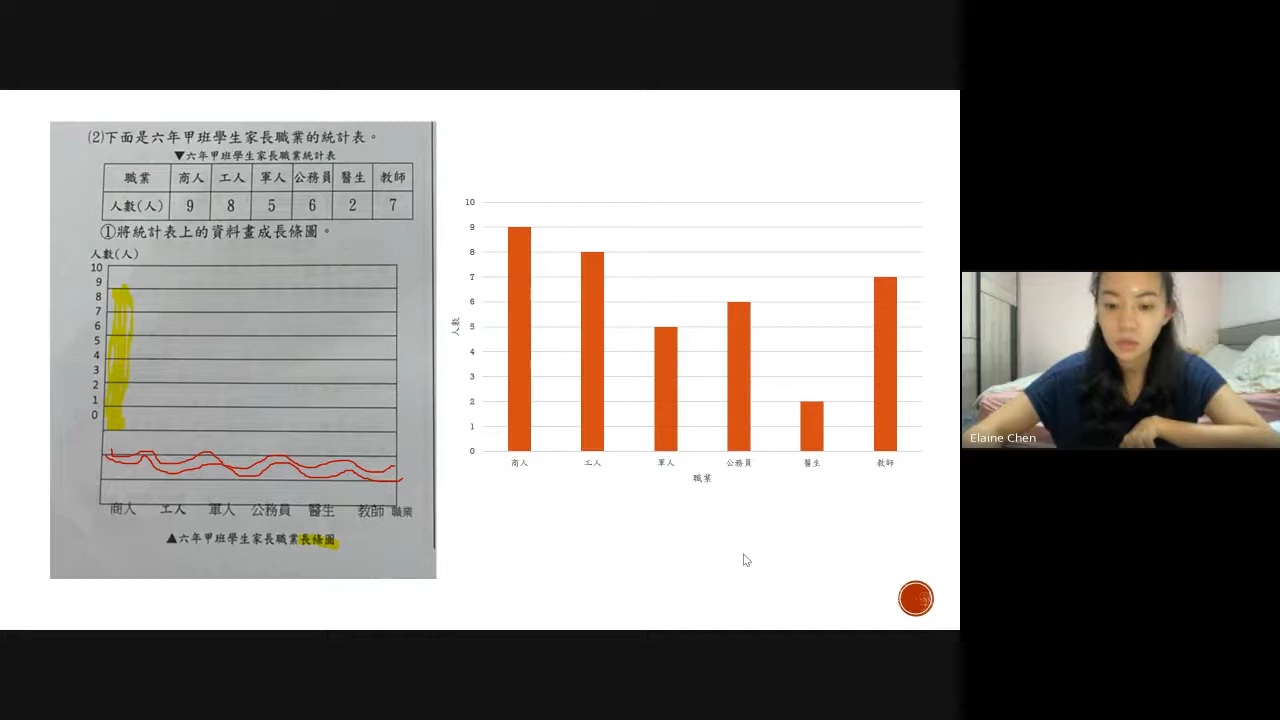 (2)下面是六年甲班學生家長職業的統計表。
▼六年甲班學生家長職業統計表
職業 商人 工人 軍人 公務員 醫生 教師
人數(人) 9 8 5 6 2 7
①將統計表上的資料畫成長條圖。
人數(人)
10
9
8
7
6
5
4
3
2
1
0
商人 工人 軍人 公務員 醫生 教師 職業
▲六年甲班學生家長職業長條圖
10
9
8
7
6
5
4
3
2
1
0
人數
商人 工人 軍人 公務員 醫生 教師
職業
Elaine Chen